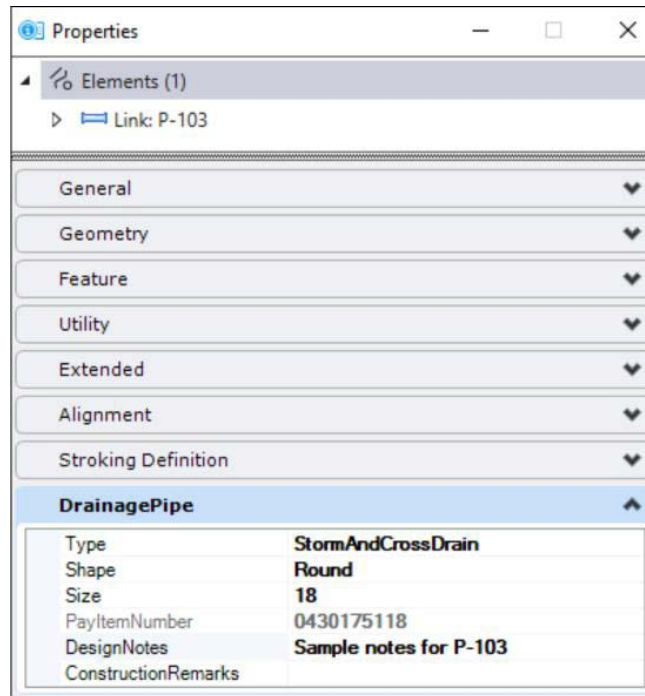 Properties
Elements (1)
Link: P-103
General
Geometry
Feature
Utility
Extended
Alignment
Stroking Definition
DrainagePipe
Type StormAndCrossDrain
Shape Round
Size 18
PayItemNumber 0430175118
DesignNotes Sample notes for P-103
ConstructionRemarks